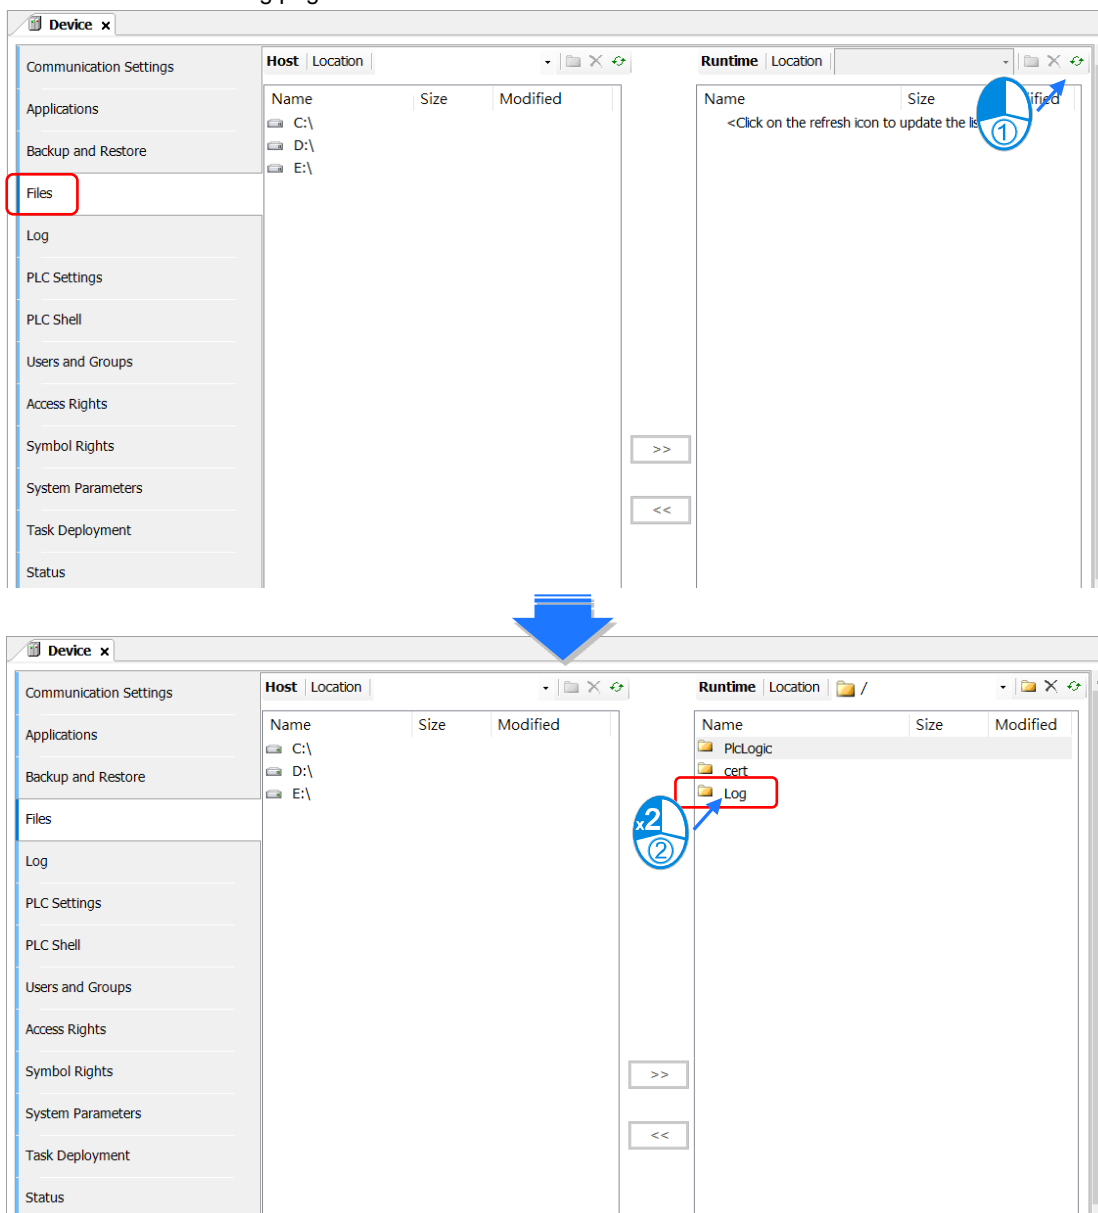 Device x
Communication Settings
Host Location
Runtime Location
Applications
Name Size Modified
Name Size ified
C:\
<Click on the refresh icon to update the lis
1
D:\
Backup and Restore
E:\
Files
Log
PLC Settings
PLC Shell
Users and Groups
Access Rights
Symbol Rights
>>
System Parameters
<<
Task Deployment
Status
Device x
Communication Settings
Host Location
Runtime Location /
Applications
Name Size Modified
Name Size Modified
C:\
PlcLogic
D:\
cert
Backup and Restore
E:\
Log
x2
2
Files
Log
PLC Settings
PLC Shell
Users and Groups
Access Rights
Symbol Rights
>>
System Parameters
<<
Task Deployment
Status